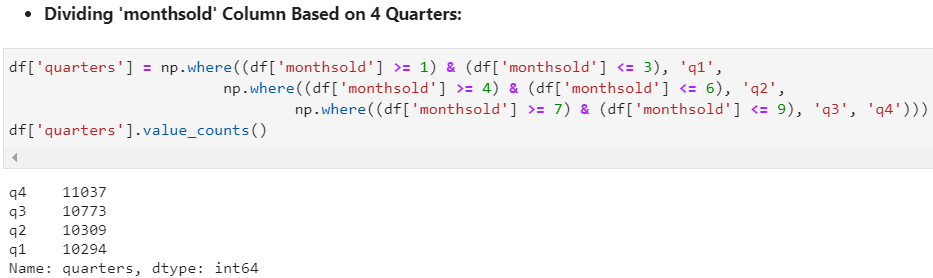 • Dividing 'monthsold' Column Based on 4 Quarters:
df['quarters'] = np.where((df['monthsold'] >= 1) & (df['monthsold'] <= 3), 'q1',
                        np.where((df['monthsold'] >= 4) & (df['monthsold'] <= 6), 'q2',
                                np.where((df['monthsold'] >= 7) & (df['monthsold'] <= 9), 'q3', 'q4')))
df['quarters'].value_counts()
q4    11037
q3    10773
q2    10309
q1    10294
Name: quarters, dtype: int64